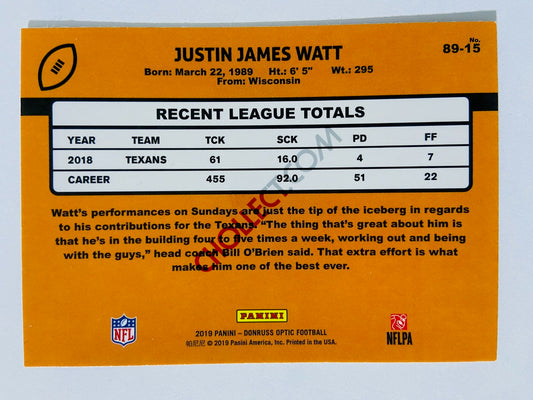 JUSTIN JAMES WATT
No.
89-15
Born: March 22, 1989 Ht.: 6' 5" Wt.: 295
From: Wisconsin
RECENT LEAGUE TOTALS
YEAR TEAM TCK SCK PD FF
2018 TEXANS 61 16.0 4 7
CAREER 455 92.0 51 22
Watt's performances on Sundays are just the tip of the iceberg in regards
to his contributions for the Texans. "The thing that's great about him is
that he's in the building four or five times a week, working out and being
with the guys," head coach Bill O'Brien said. That extra effort is what
makes him one of the best ever.
CHOLLECT.COM
PANINI
NFL
NFLPA
2019 PANINI – DONRUSS OPTIC FOOTBALL
帕尼尼 © 2019 Panini America, Inc. Printed in the USA.